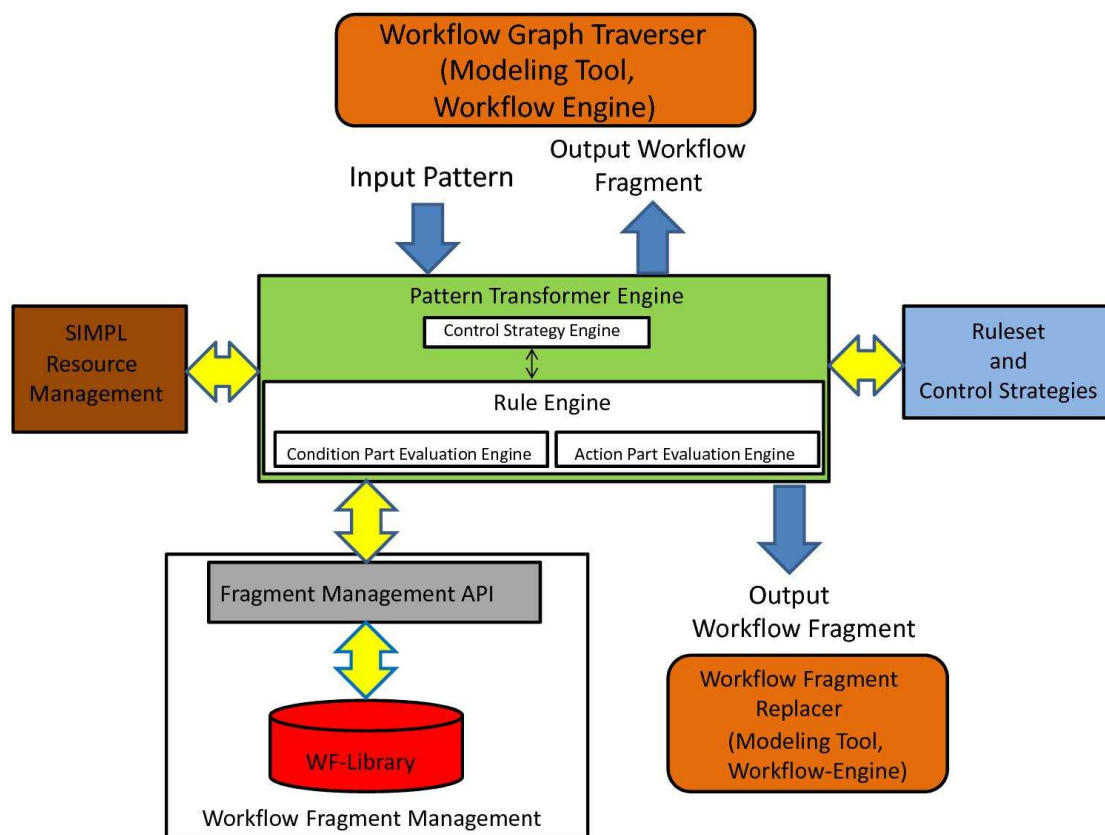 Workflow Graph Traverser
(Modeling Tool,
Workflow Engine)
Input Pattern
Output Workflow
Fragment
Pattern Transformer Engine
Control Strategy Engine
Rule Engine
Condition Part Evaluation Engine
Action Part Evaluation Engine
SIMPL
Resource
Management
Ruleset
and
Control Strategies
Fragment Management API
WF-Library
Workflow Fragment Management
Output
Workflow Fragment
Workflow Fragment
Replacer
(Modeling Tool,
Workflow-Engine)